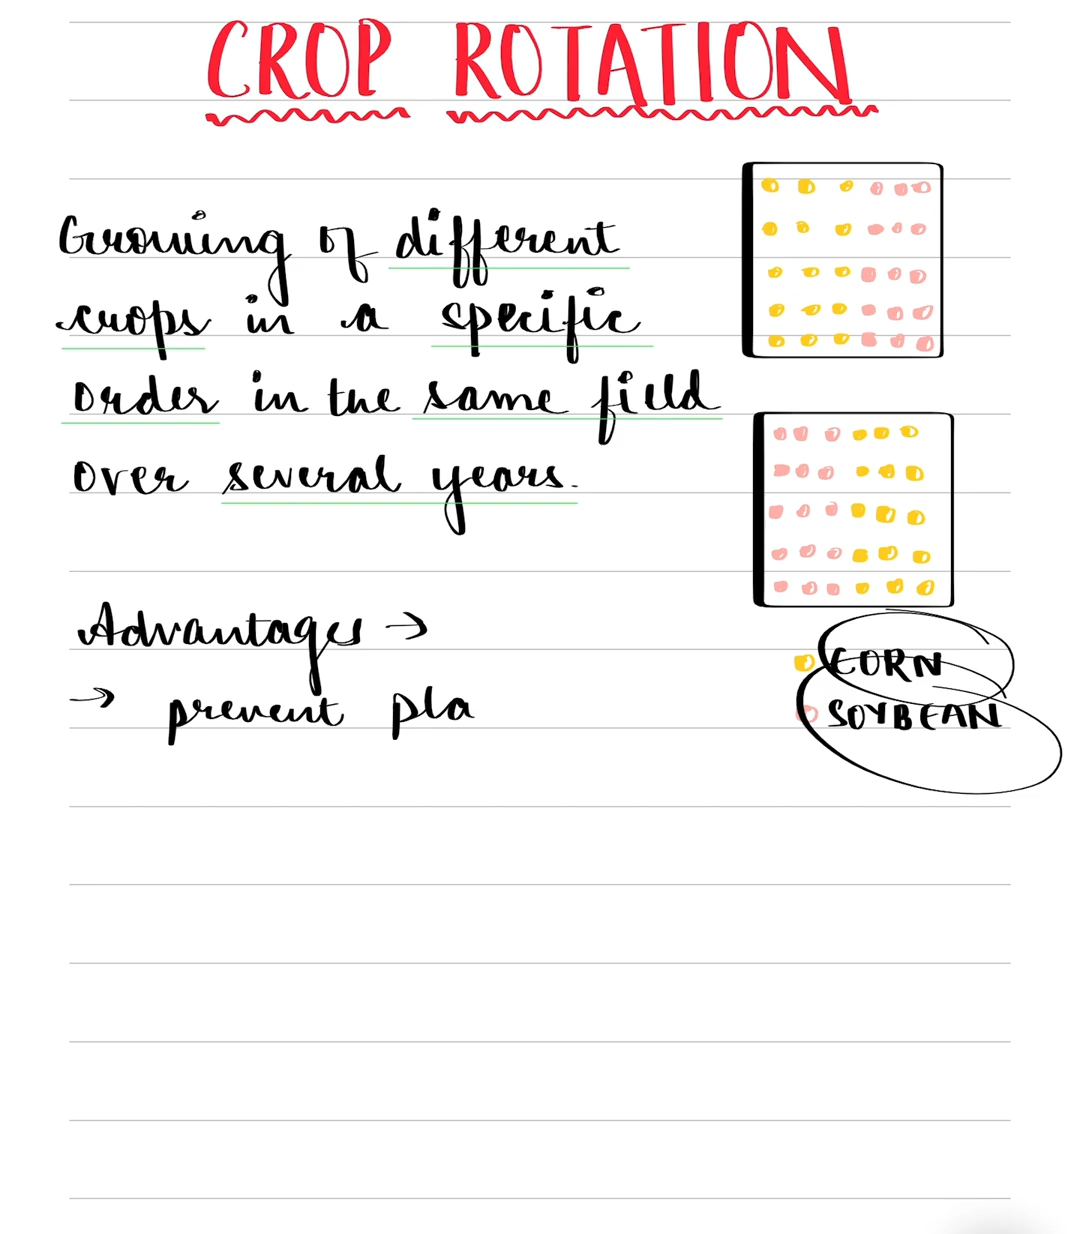 CROP ROTATION
Growing of different
crops in a specific
order in the same field
over several years.
Advantages →
→ prevent pla
CORN
SOYBEAN